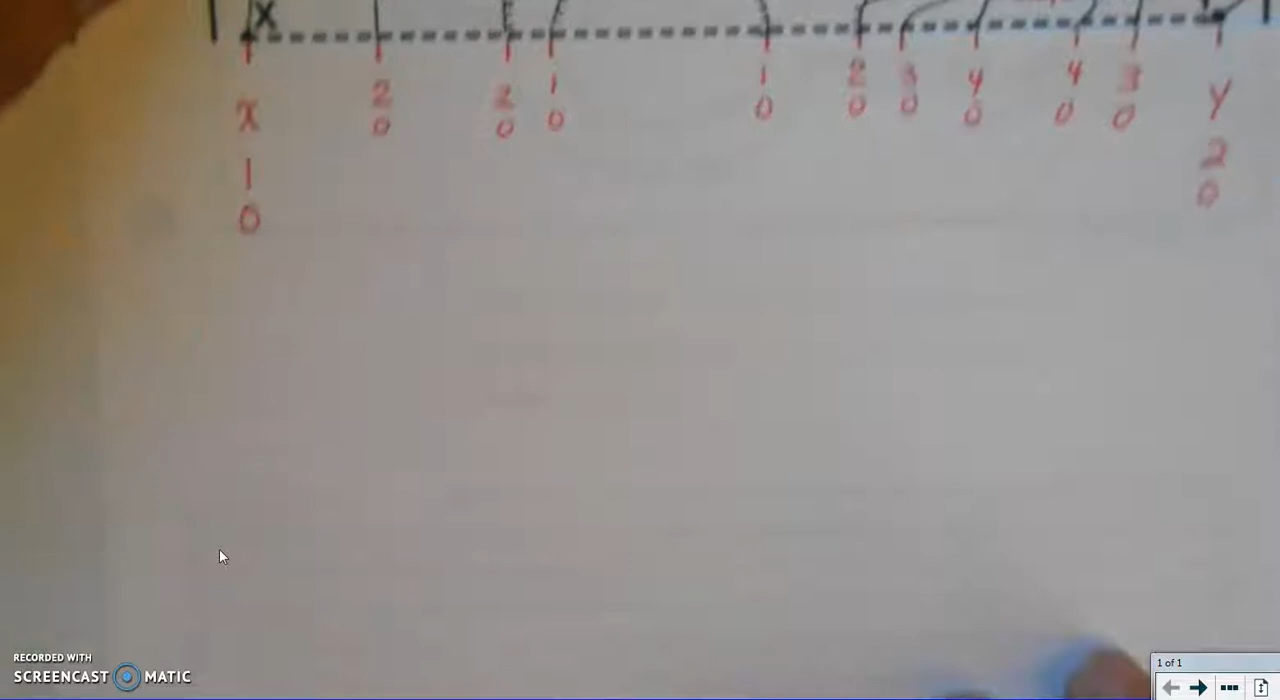 X
X 2 2 1 1 2 3 4 4 3 Y
1 0 0 0 0 0 0 0 0 0 2
0 0
1 of 1
RECORDED WITH
SCREENCAST MATIC